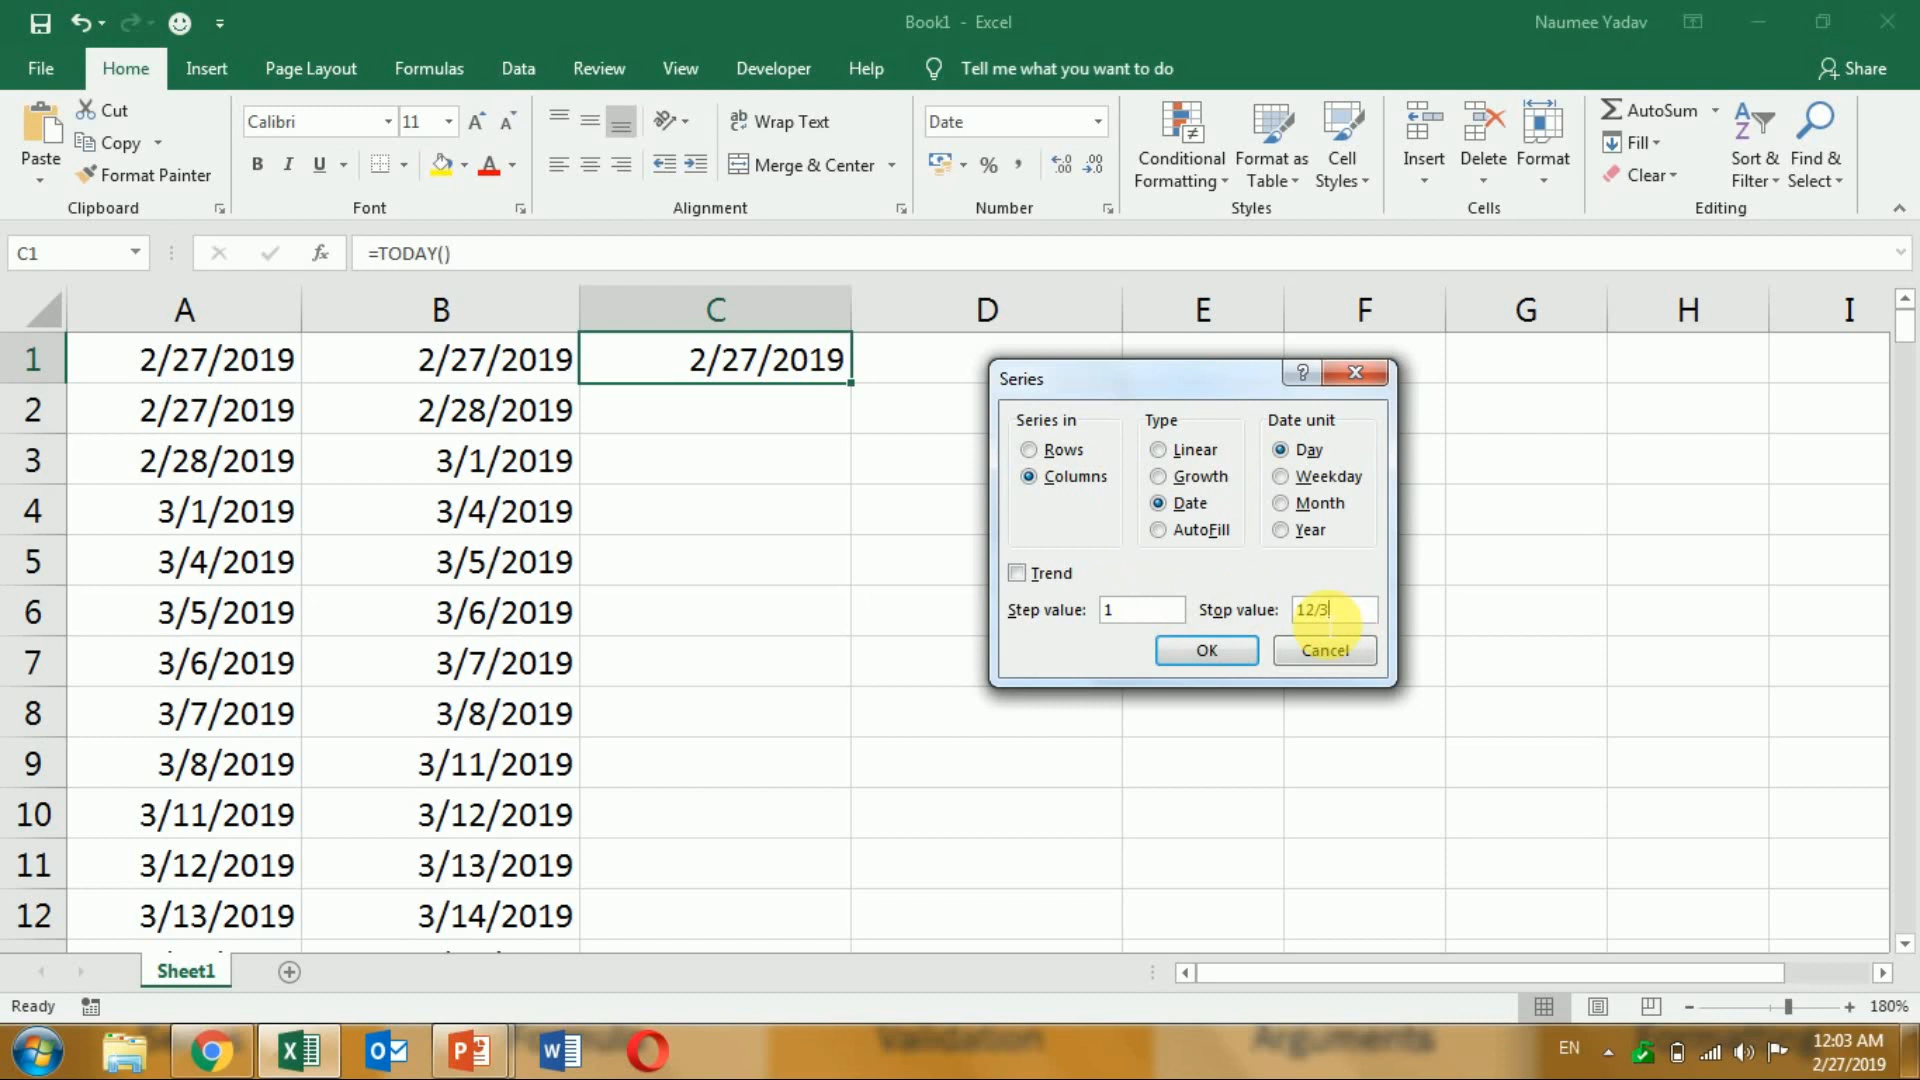 Book1 - Excel
Naumee Yadav
File Home Insert Page Layout Formulas Data Review View Developer Help Tell me what you want to do Share
Paste
Cut
Copy
Format Painter
Clipboard
Calibri 11
B I U A
Font
ab Wrap Text
Merge & Center
Alignment
Date
% ,
Number
Conditional Formatting
Format as Table
Cell Styles
Styles
Insert Delete Format
Cells
AutoSum
Fill
Clear
Sort & Filter
Find & Select
Editing
C1 fx =TODAY()
A B C D E F G H I
1 2/27/2019 2/27/2019 2/27/2019
2 2/27/2019 2/28/2019
3 2/28/2019 3/1/2019
4 3/1/2019 3/4/2019
5 3/4/2019 3/5/2019
6 3/5/2019 3/6/2019
7 3/6/2019 3/7/2019
8 3/7/2019 3/8/2019
9 3/8/2019 3/11/2019
10 3/11/2019 3/12/2019
11 3/12/2019 3/13/2019
12 3/13/2019 3/14/2019
Series ?
Series in Type Date unit
Rows Linear Day
Columns Growth Weekday
Date Month
AutoFill Year
Trend
Step value: 1 Stop value: 12/3
OK Cancel
Sheet1
Ready 180%
Validation Arguments
EN
12:03 AM
2/27/2019